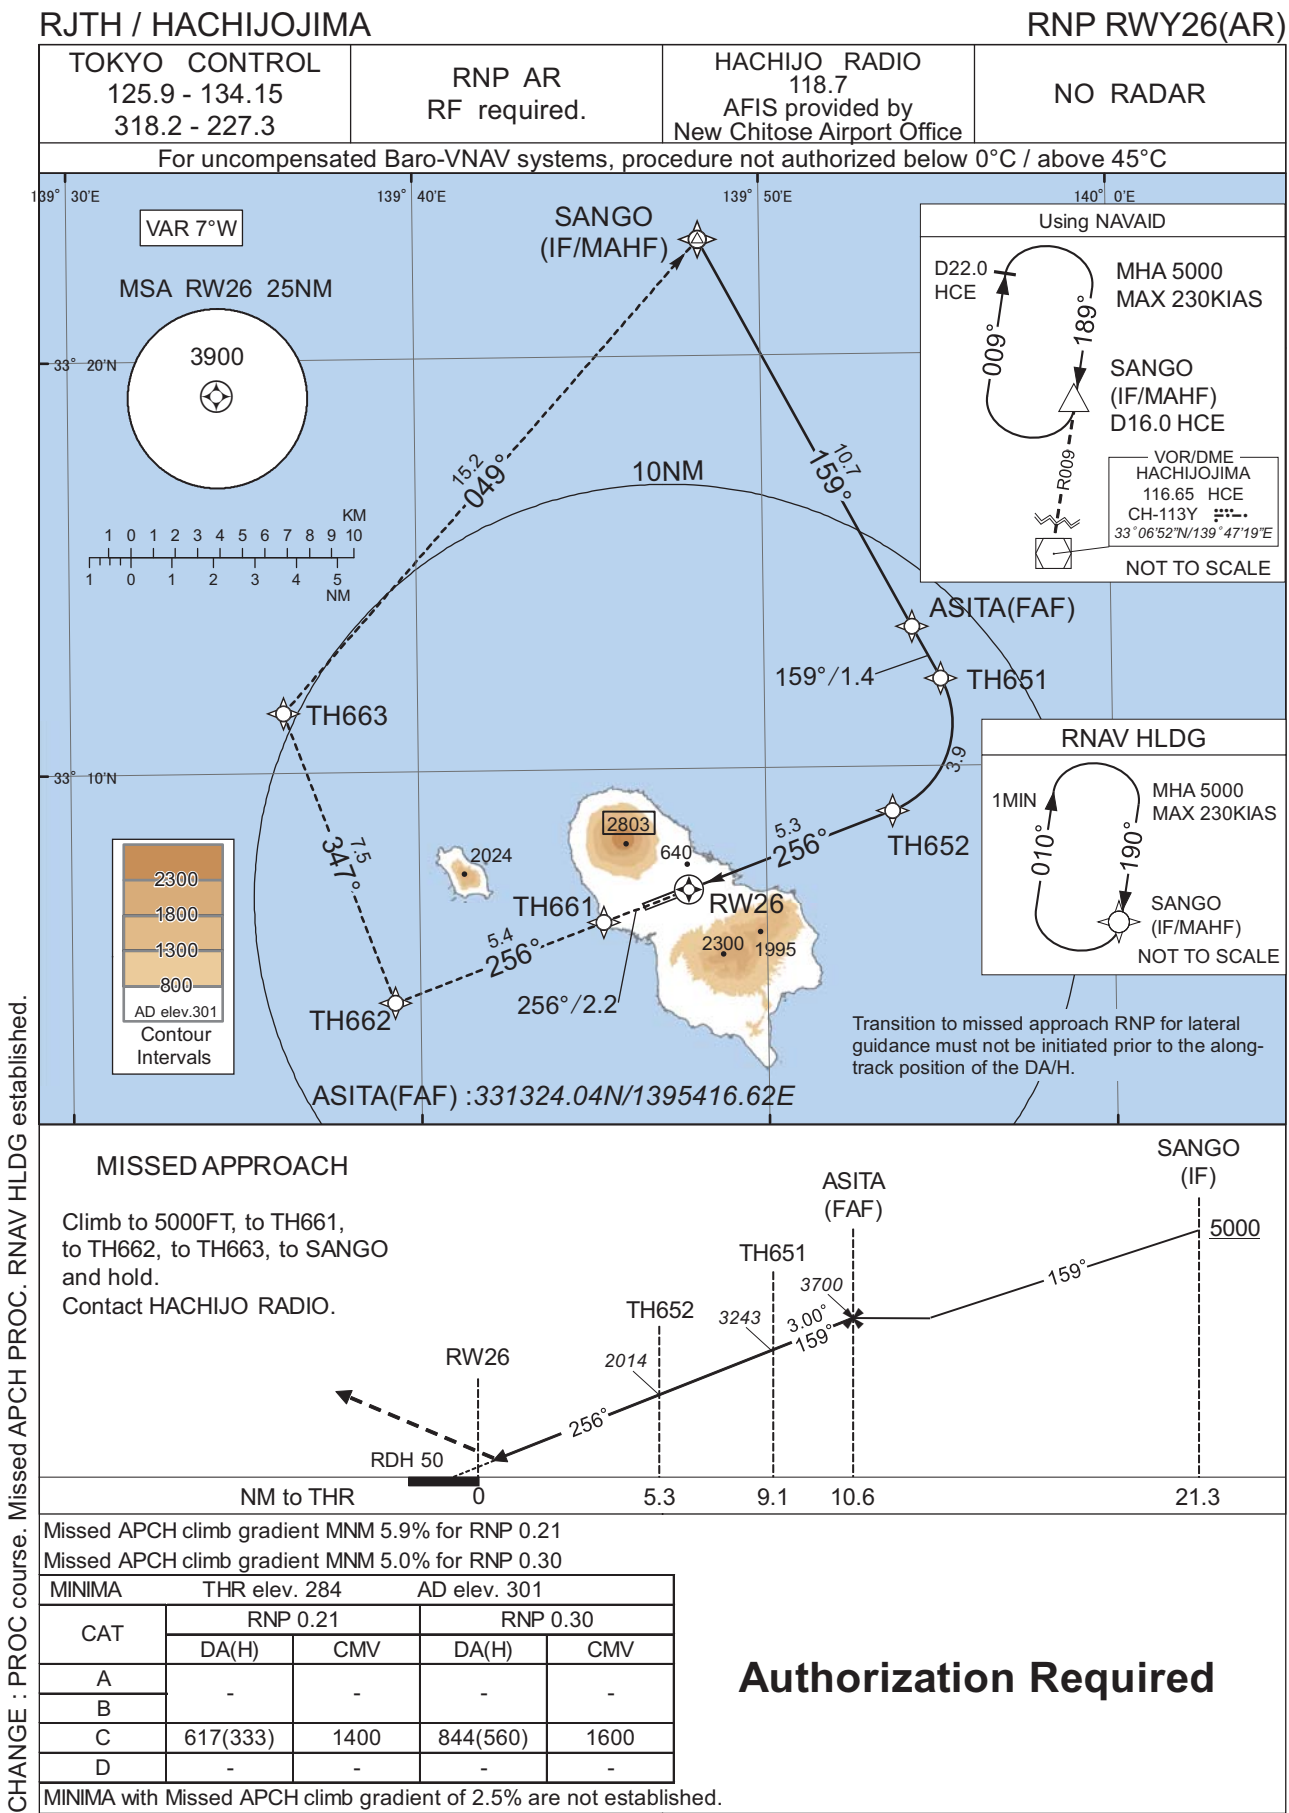 RJTH / HACHIJOJIMA
RNP RWY26(AR)
TOKYO CONTROL
125.9 - 134.15
318.2 - 227.3
RNP AR
RF required.
HACHIJO RADIO
118.7
AFIS provided by
New Chitose Airport Office
NO RADAR
For uncompensated Baro-VNAV systems, procedure not authorized below 0°C / above 45°C
139° 30'E
139° 40'E
139° 50'E
140° 0'E
VAR 7°W
MSA RW26 25NM
3900
33° 20'N
33° 10'N
KM
1 0 1 2 3 4 5 6 7 8 9 10
1 0 1 2 3 4 5
NM
SANGO
(IF/MAHF)
15.2
049°
10NM
10.7
159°
ASITA(FAF)
159°/1.4
TH651
3.9
TH652
5.3
256°
RW26
TH663
7.5
347°
TH662
5.4
256°
TH661
256°/2.2
2803
640
2024
2300
1995
Using NAVAID
D22.0
HCE
009°
189°
MHA 5000
MAX 230KIAS
SANGO
(IF/MAHF)
D16.0 HCE
R009
VOR/DME
HACHIJOJIMA
116.65 HCE
CH-113Y
33°06'52"N/139°47'19"E
NOT TO SCALE
RNAV HLDG
1MIN
010°
190°
MHA 5000
MAX 230KIAS
SANGO
(IF/MAHF)
NOT TO SCALE
2300
1800
1300
800
AD elev.301
Contour
Intervals
Transition to missed approach RNP for lateral
guidance must not be initiated prior to the along-
track position of the DA/H.
ASITA(FAF) :331324.04N/1395416.62E
MISSED APPROACH
Climb to 5000FT, to TH661,
to TH662, to TH663, to SANGO
and hold.
Contact HACHIJO RADIO.
SANGO
(IF)
5000
159°
ASITA
(FAF)
3700
3.00°
159°
TH651
3243
TH652
2014
256°
RW26
RDH 50
NM to THR
0 5.3 9.1 10.6 21.3
Missed APCH climb gradient MNM 5.9% for RNP 0.21
Missed APCH climb gradient MNM 5.0% for RNP 0.30
MINIMA THR elev. 284 AD elev. 301
CAT RNP 0.21 RNP 0.30
DA(H) CMV DA(H) CMV
A
- - - -
B
C 617(333) 1400 844(560) 1600
D - - - -
MINIMA with Missed APCH climb gradient of 2.5% are not established.
Authorization Required
CHANGE : PROC course. Missed APCH PROC. RNAV HLDG established.